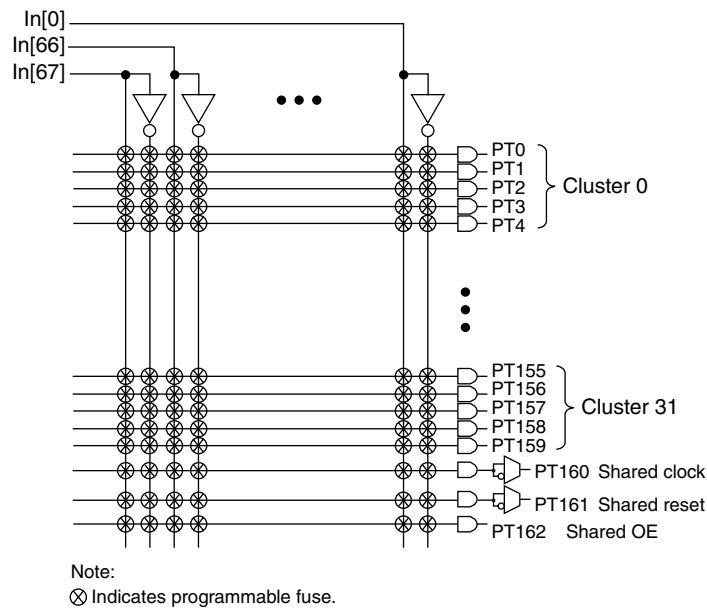 In[0]
In[66]
In[67]
PT0
PT1
PT2
PT3
PT4
Cluster 0
PT155
PT156
PT157
PT158
PT159
Cluster 31
PT160 Shared clock
PT161 Shared reset
PT162 Shared OE
Note:
Indicates programmable fuse.